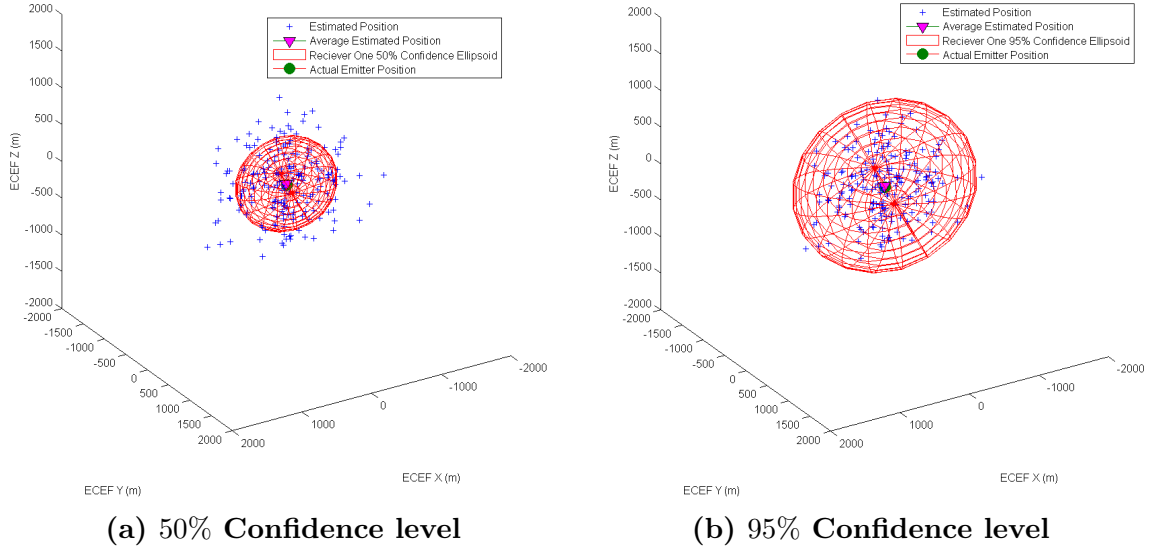 2000
1500
1000
500
0
-500
-1000
-1500
-2000
ECEF Z (m)
Estimated Position
Average Estimated Position
Reciever One 50% Confidence Ellipsoid
Actual Emitter Position
-2000
-1500
-1000
-500
0
500
1000
1500
2000
ECEF Y (m)
2000
1000
0
-1000
-2000
ECEF X (m)
(a) 50% Confidence level
2000
1500
1000
500
0
-500
-1000
-1500
-2000
ECEF Z (m)
Estimated Position
Average Estimated Position
Reciever One 95% Confidence Ellipsoid
Actual Emitter Position
-2000
-1500
-1000
-500
0
500
1000
1500
2000
ECEF Y (m)
2000
1000
0
-1000
-2000
ECEF X (m)
(b) 95% Confidence level